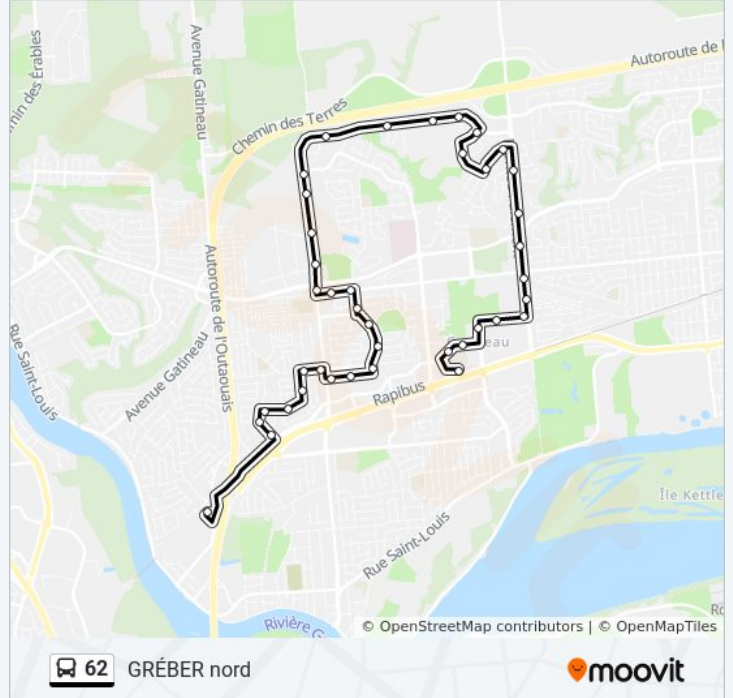 Chemin des Érables
Avenue Gatineau
Autoroute de l
Chemin des Terres
Autoroute de l'Outaouais
eau
Rue Saint-Louis
Avenue Gatineau
Rapibus
Île Kettle
Rue Saint-Louis
Rivière G
© OpenStreetMap contributors | © OpenMapTiles
62 GRÉBER nord
moovit